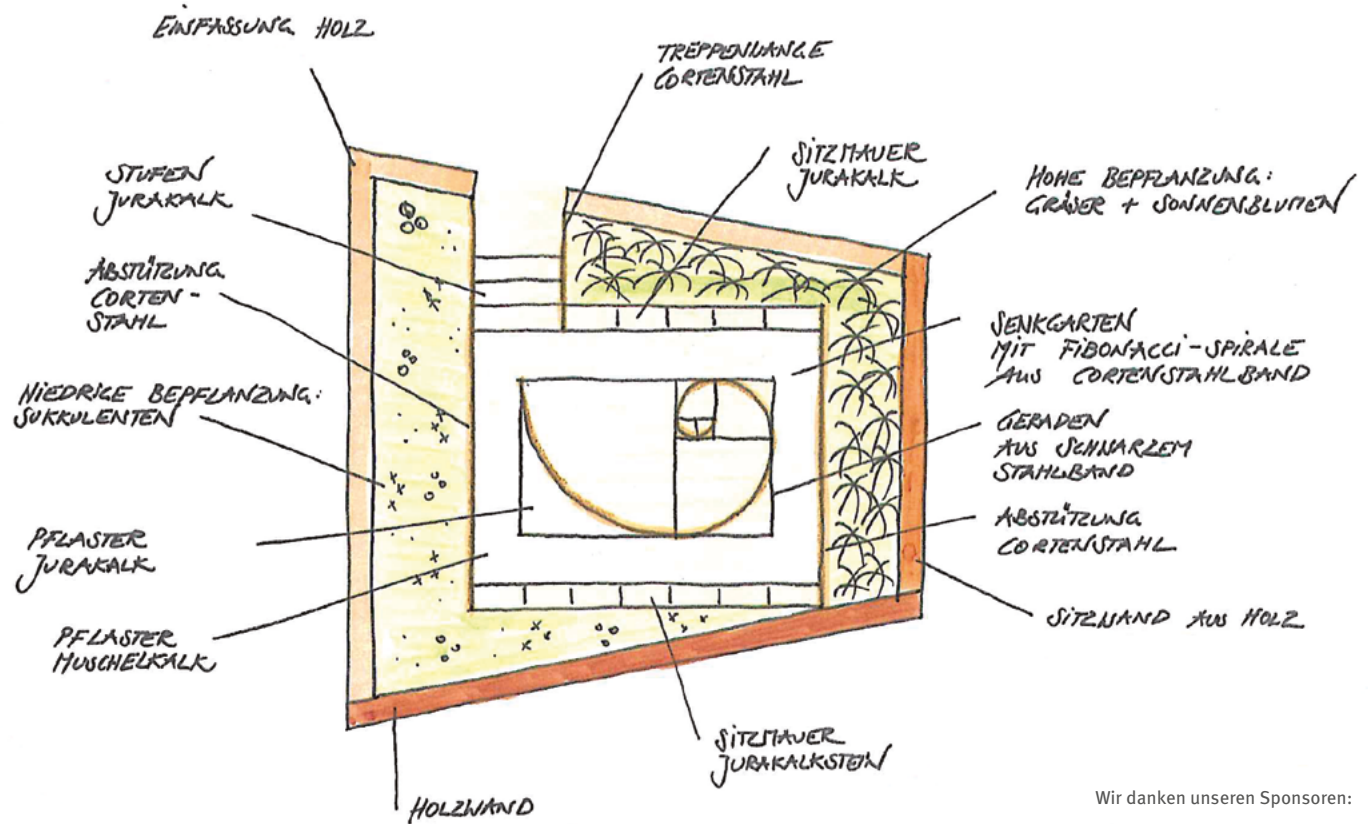 EINFASSUNG HOLZ
TREPPENWANGE
CORTENSTAHL
SITZMAUER
JURAKALK
HOHE BEPFLANZUNG:
GRÄSER + SONNENBLUMEN
STUFEN
JURAKALK
ABSTÜTZUNG
CORTEN-
STAHL
SENKGARTEN
MIT FIBONACCI-SPIRALE
AUS CORTENSTAHLBAND
NIEDRIGE BEPFLANZUNG:
SUKKULENTEN
GERADEN
AUS SCHWARZEM
STAHLBAND
PFLASTER
JURAKALK
ABSTÜTZUNG
CORTENSTAHL
PFLASTER
MUSCHELKALK
SITZWAND AUS HOLZ
SITZMAUER
JURAKALKSTEIN
HOLZWAND
Wir danken unseren Sponsoren: